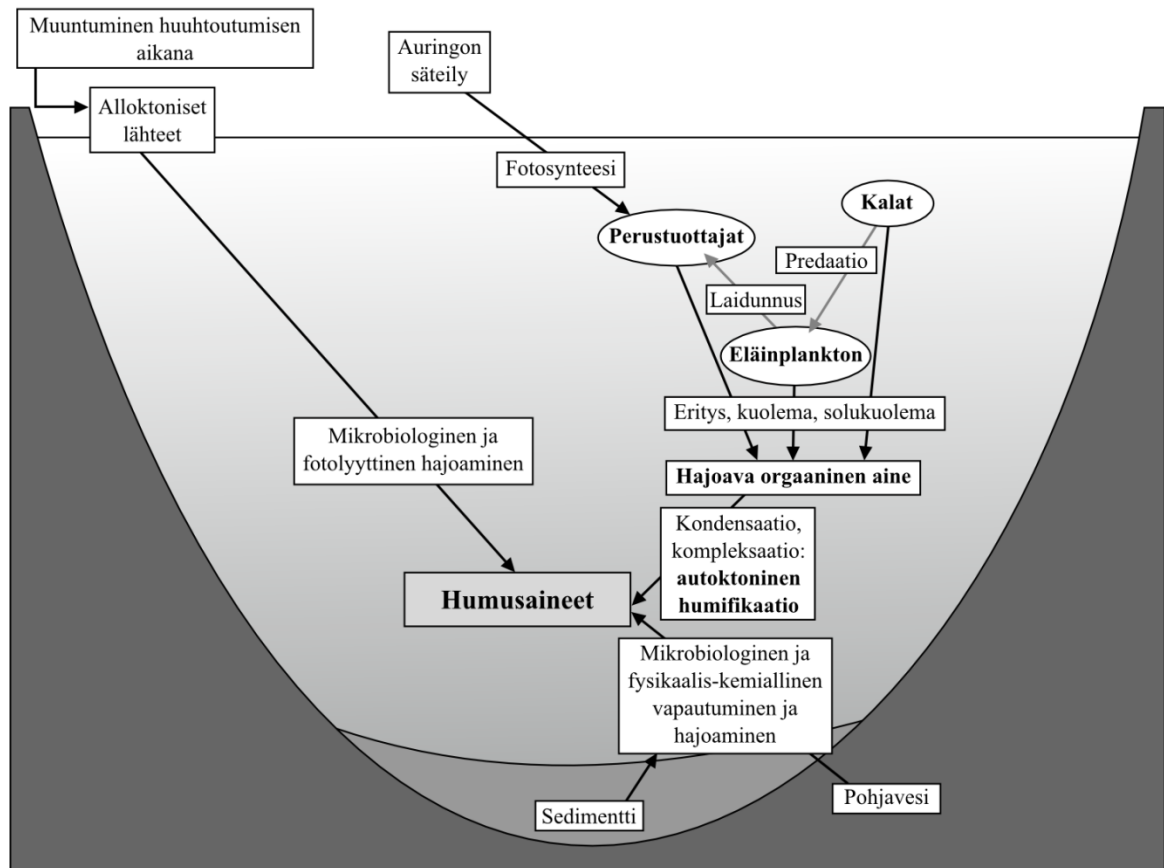 Muuntuminen huuhtoutumisen
aikana
Alloktoniset
lähteet
Auringon
säteily
Fotosynteesi
Perustuottajat
Kalat
Predaatio
Laidunnus
Eläinplankton
Eritys, kuolema, solukuolema
Hajoava orgaaninen aine
Mikrobiologinen ja
fotolyyttinen hajoaminen
Kondensaatio,
kompleksaatio:
autoktoninen
humifikaatio
Humusaineet
Mikrobiologinen ja
fysikaalis-kemiallinen
vapautuminen ja
hajoaminen
Sedimentti
Pohjavesi